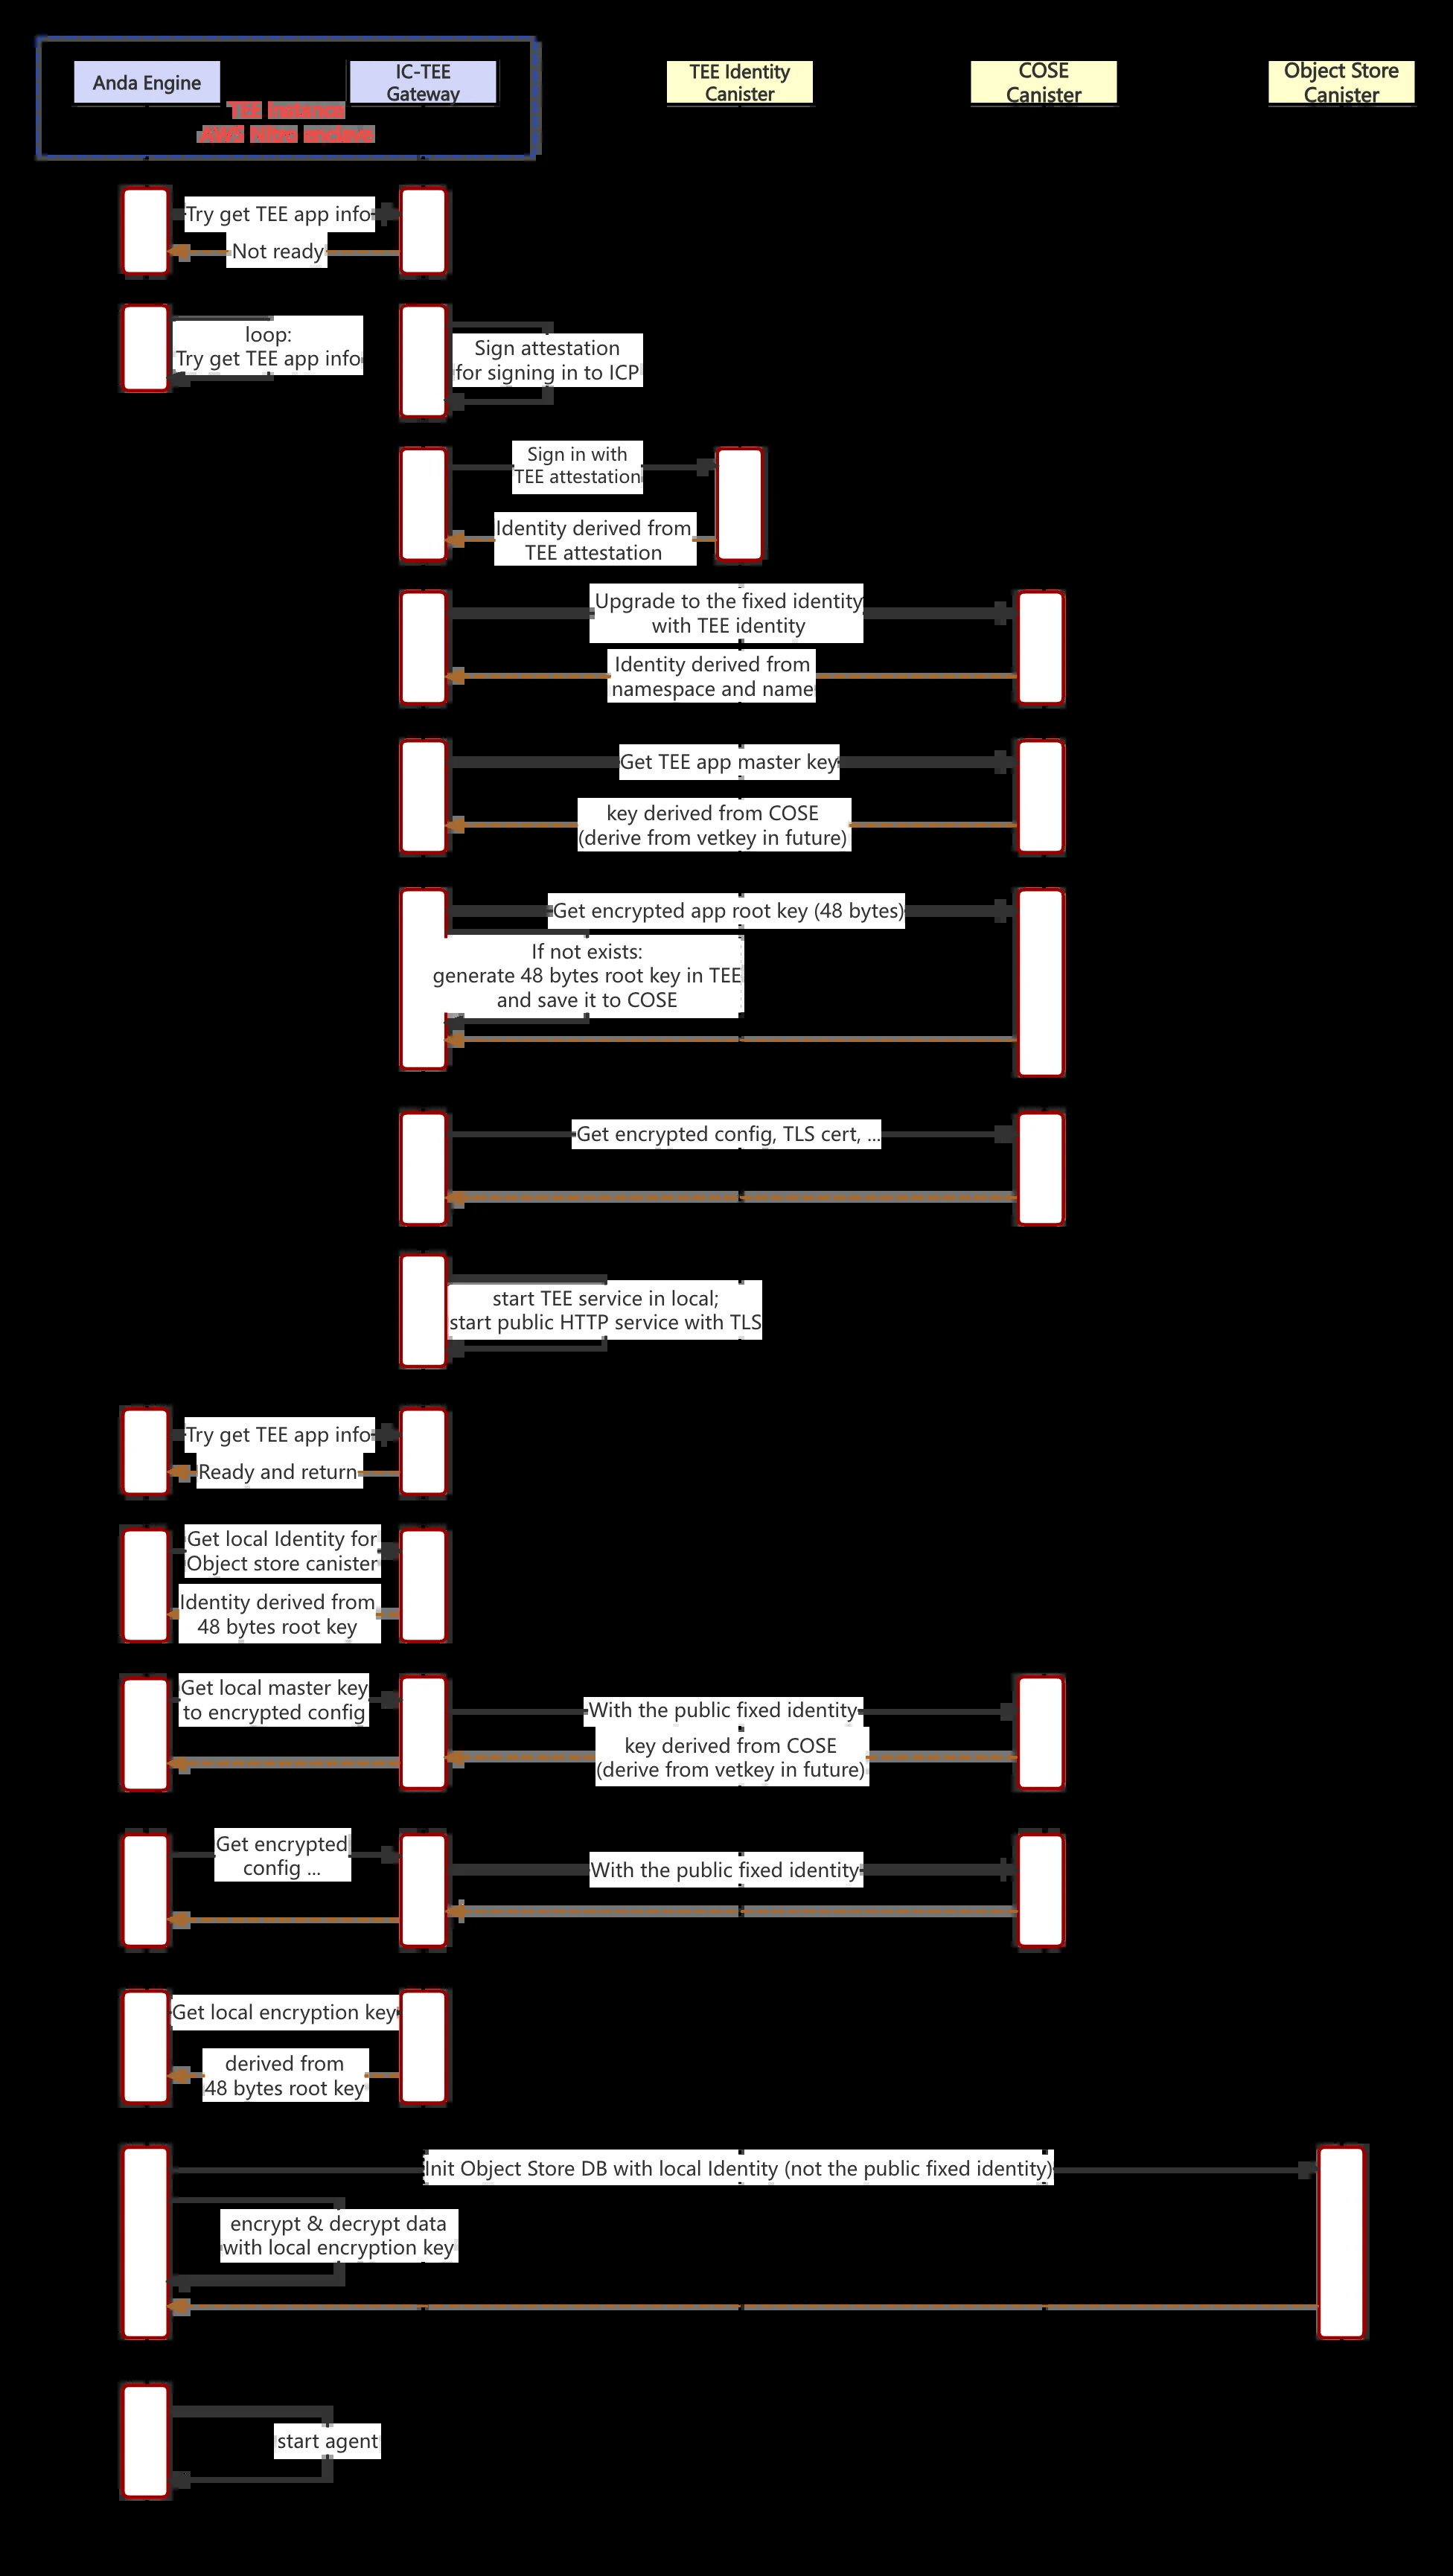 Anda Engine
IC-TEE
Gateway
TEE Identity
Canister
COSE
Canister
Object Store
Canister
TEE Instance
AWS Nitro enclave
Try get TEE app info
Not ready
loop:
Try get TEE app info
Sign attestation
for signing in to ICP
Sign in with
TEE attestation
Identity derived from
TEE attestation
Upgrade to the fixed identity
with TEE identity
Identity derived from
namespace and name
Get TEE app master key
key derived from COSE
(derive from vetkey in future)
Get encrypted app root key (48 bytes)
If not exists:
generate 48 bytes root key in TEE
and save it to COSE
Get encrypted config, TLS cert, ...
start TEE service in local;
start public HTTP service with TLS
Try get TEE app info
Ready and return
Get local Identity for
Object store canister
Identity derived from
48 bytes root key
Get local master key
to encrypted config
With the public fixed identity
key derived from COSE
(derive from vetkey in future)
Get encrypted
config ...
With the public fixed identity
Get local encryption key
derived from
48 bytes root key
Init Object Store DB with local Identity (not the public fixed identity)
encrypt & decrypt data
with local encryption key
start agent